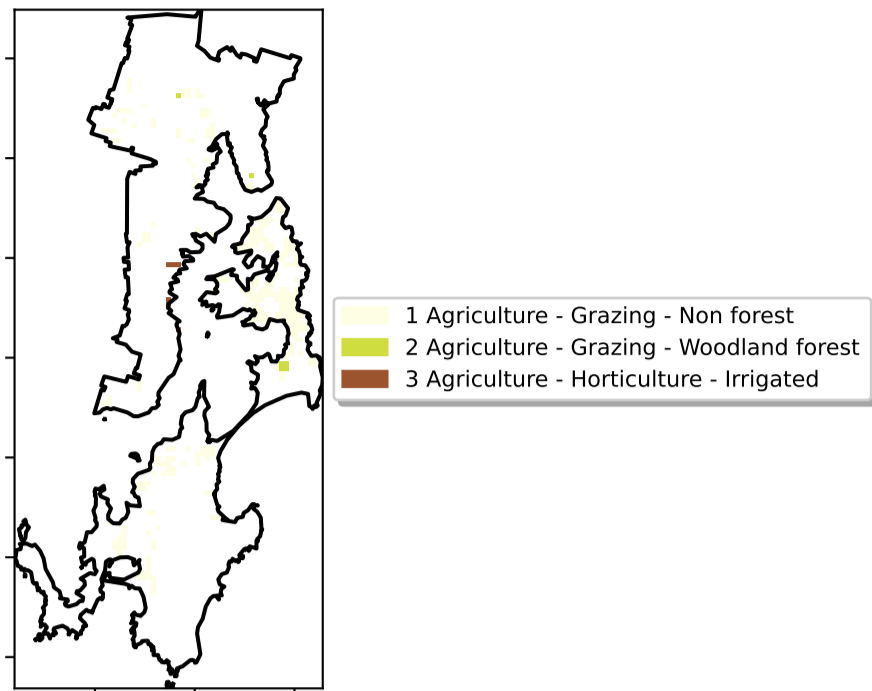 1 Agriculture - Grazing - Non forest
2 Agriculture - Grazing - Woodland forest
3 Agriculture - Horticulture - Irrigated